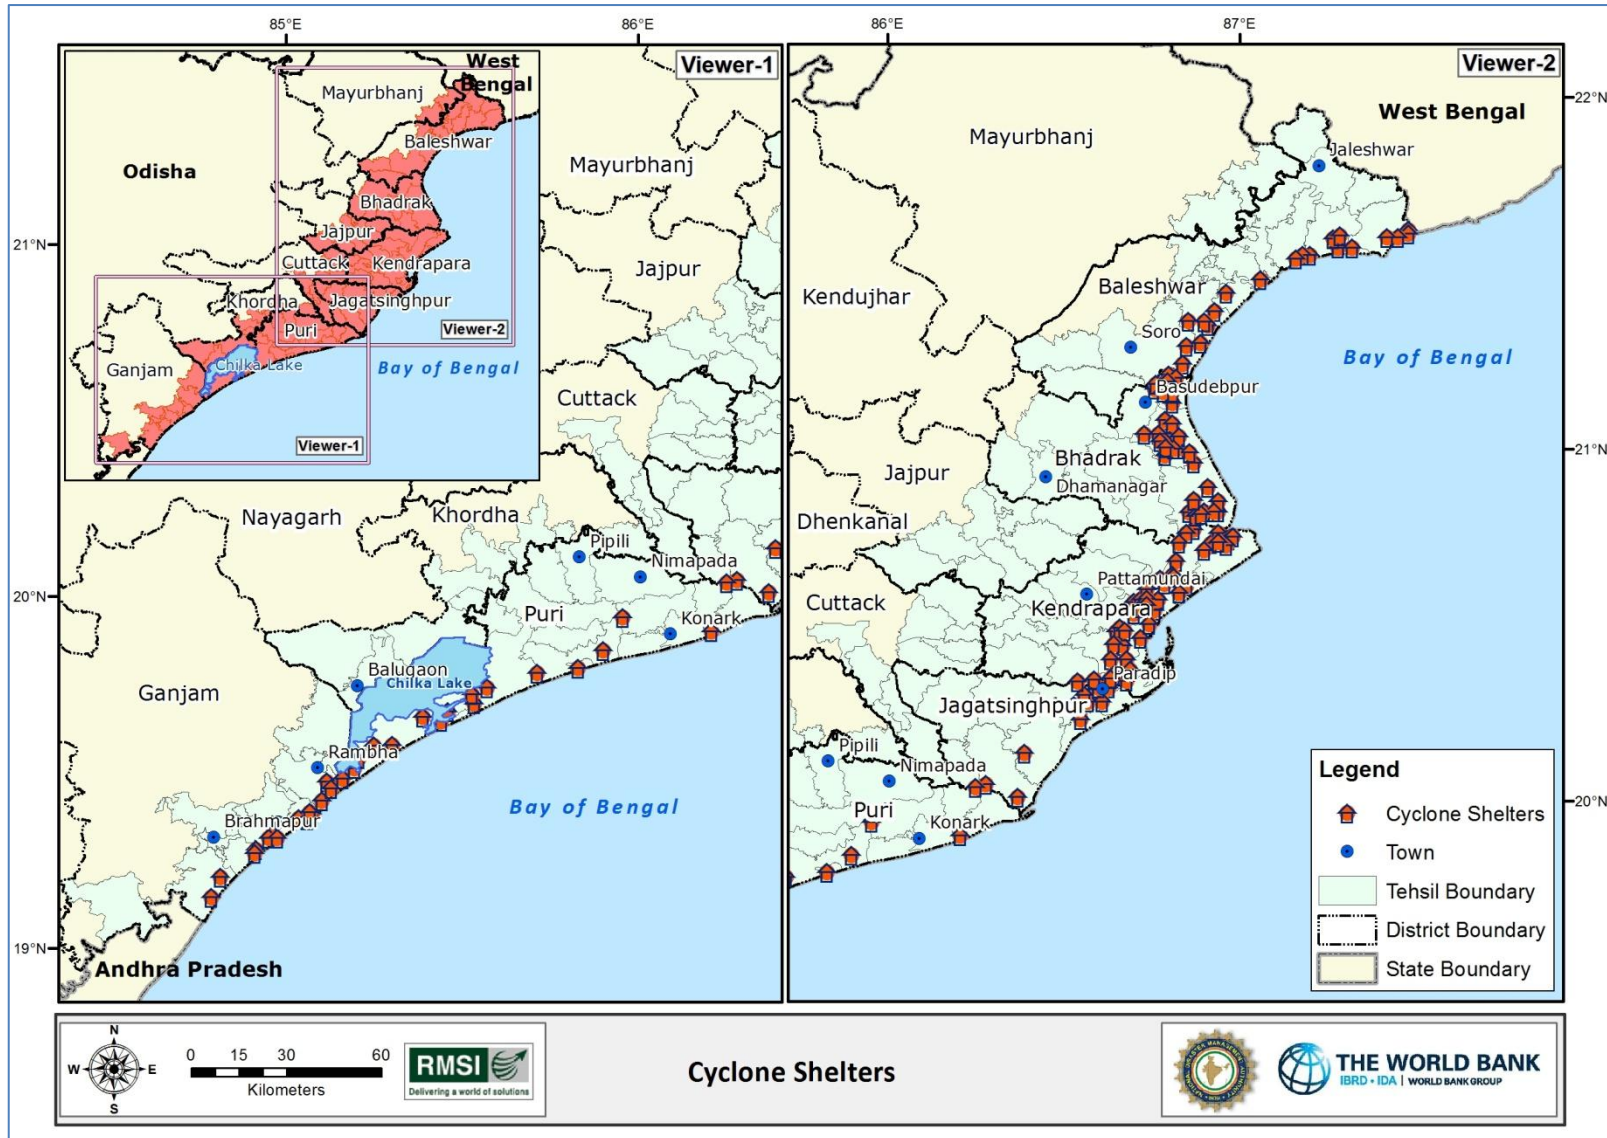 85°E
86°E
86°E
87°E
Viewer-1
Viewer-2
22°N
21°N
20°N
19°N
21°N
20°N
West
Bengal
Mayurbhanj
Baleshwar
Odisha
Bhadrak
Jajpur
Cuttack
Kendrapara
Khordha
Jagatsinghpur
Puri
Viewer-2
Ganjam
Chilka Lake
Bay of Bengal
Viewer-1
Mayurbhanj
Jajpur
Cuttack
Nayagarh
Khordha
Pipili
Nimapada
Puri
Konark
Balugaon
Chilka Lake
Ganjam
Rambha
Brahmapur
Bay of Bengal
Andhra Pradesh
West Bengal
Mayurbhanj
Jaleshwar
Kendujhar
Baleshwar
Soro
Bay of Bengal
Basudebpur
Bhadrak
Dhamanagar
Jajpur
Dhenkanal
Pattamundai
Kendrapara
Cuttack
Paradip
Jagatsinghpur
Pipili
Nimapada
Puri
Konark
Legend
Cyclone Shelters
Town
Tehsil Boundary
District Boundary
State Boundary
N
W
E
S
0 15 30 60
Kilometers
RMSI
Delivering a world of solutions
Cyclone Shelters
THE WORLD BANK
IBRD • IDA | WORLD BANK GROUP